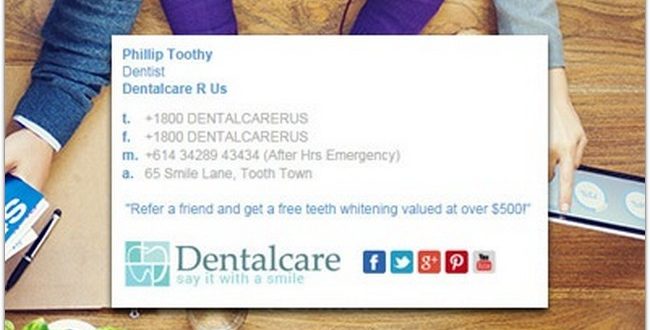 Phillip Toothy
Dentist
Dentalcare R Us
t. +1800 DENTALCARERUS
f. +1800 DENTALCARERUS
m. +614 34289 43434 (After Hrs Emergency)
a. 65 Smile Lane, Tooth Town
"Refer a friend and get a free teeth whitening valued at over $500!"
Dentalcare
say it with a smile